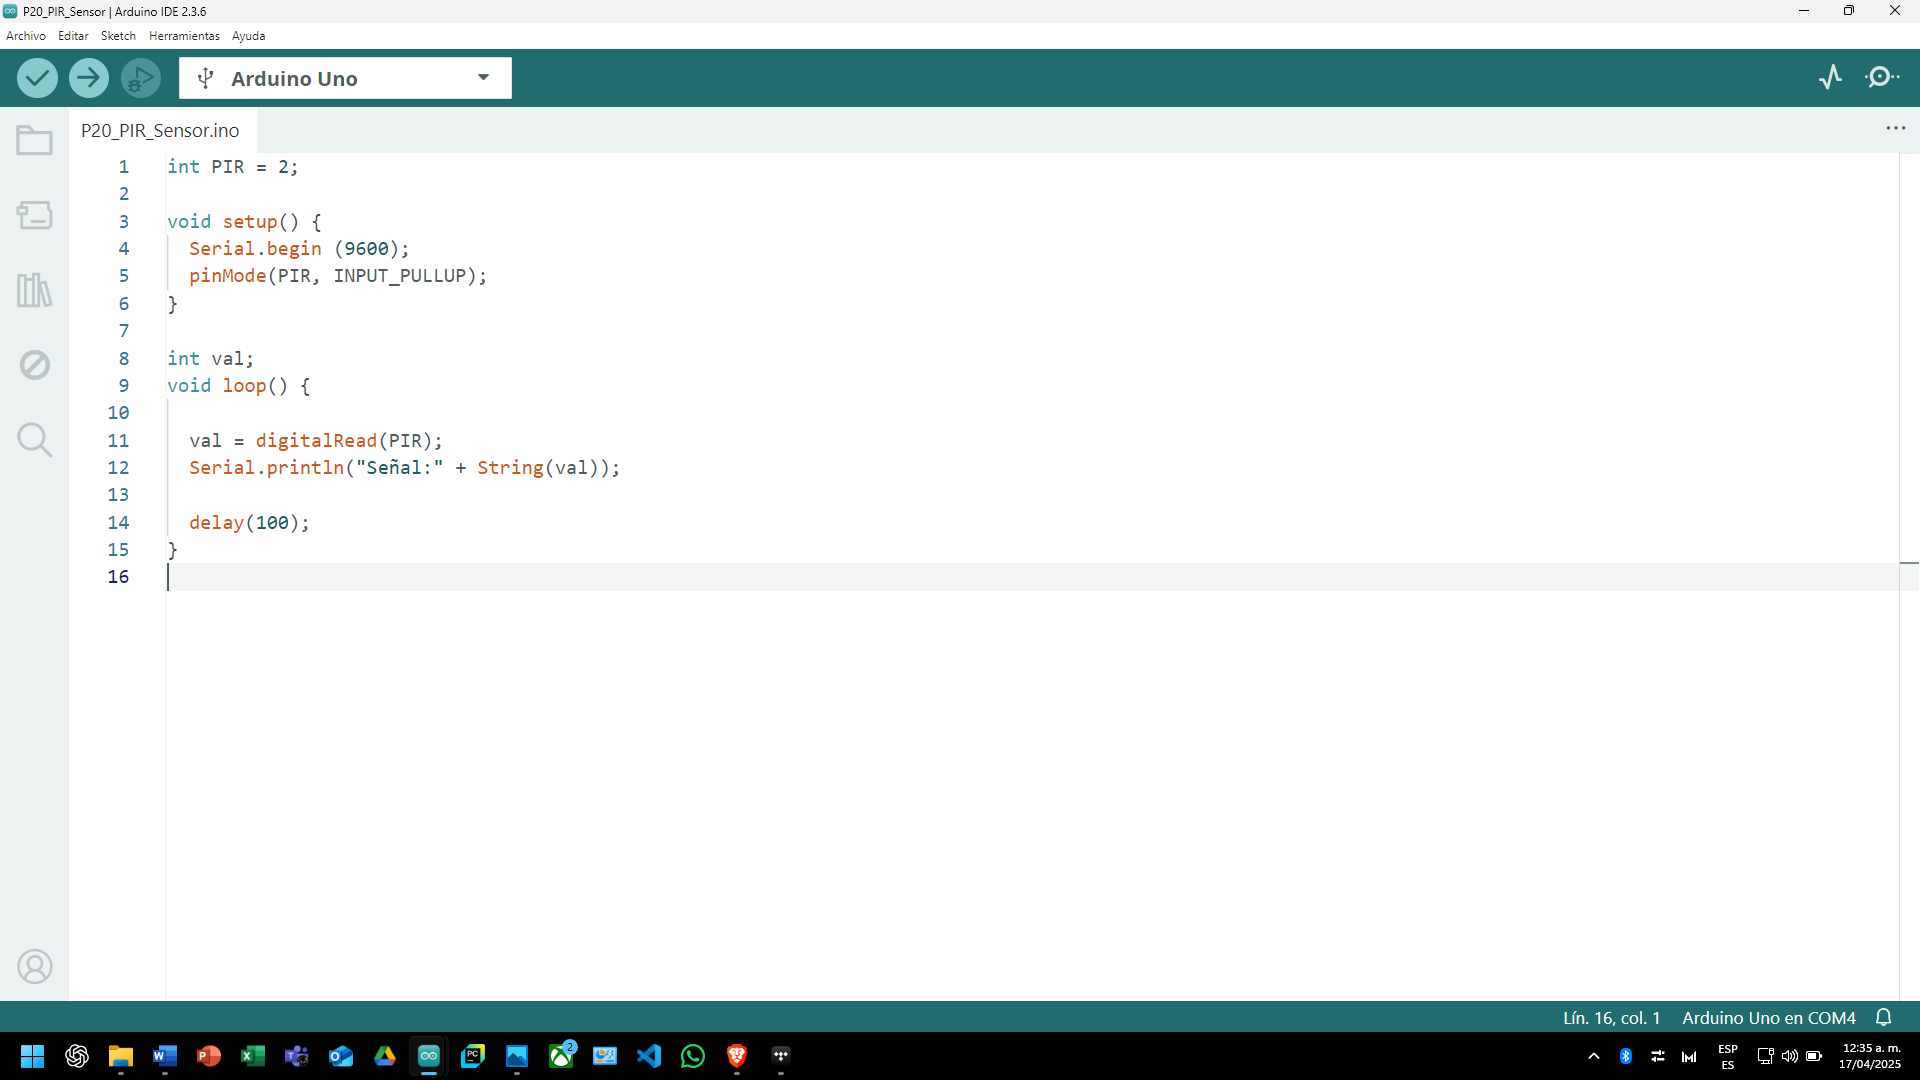 P20_PIR_Sensor | Arduino IDE 2.3.6
Archivo Editar Sketch Herramientas Ayuda
Arduino Uno
P20_PIR_Sensor.ino
1 int PIR = 2;
2
3 void setup() {
4 Serial.begin (9600);
5 pinMode(PIR, INPUT_PULLUP);
6 }
7
8 int val;
9 void loop() {
10
11 val = digitalRead(PIR);
12 Serial.println("Señal:" + String(val));
13
14 delay(100);
15 }
16
Lín. 16, col. 1 Arduino Uno en COM4
2
ESP
ES
12:35 a. m.
17/04/2025